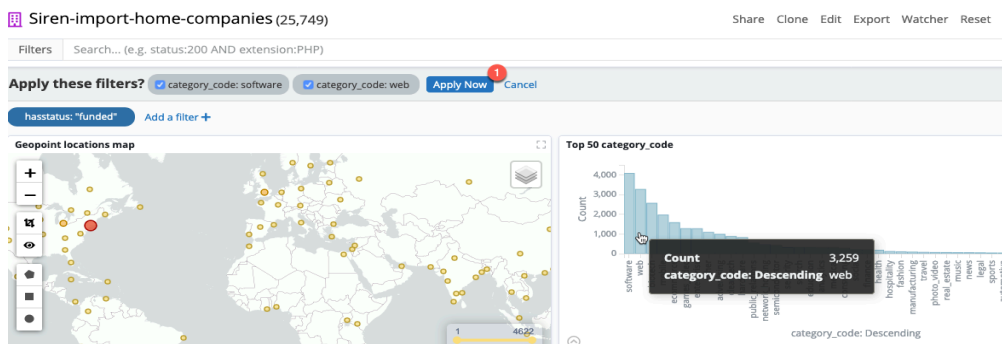 Siren-import-home-companies (25,749)
Share Clone Edit Export Watcher Reset
Filters Search... (e.g. status:200 AND extension:PHP)
Apply these filters? category_code: software category_code: web Apply Now 1 Cancel
hasstatus: "funded" Add a filter +
Geopoint locations map
+
−
1 4622
Top 50 category_code
Count
4,000
3,000
2,000
1,000
0
Count 3,259
category_code: Descending web
software
web
health
hospitality
fashion
manufacturing
travel
photo_video
real_estate
music
news
legal
sports
category_code: Descending